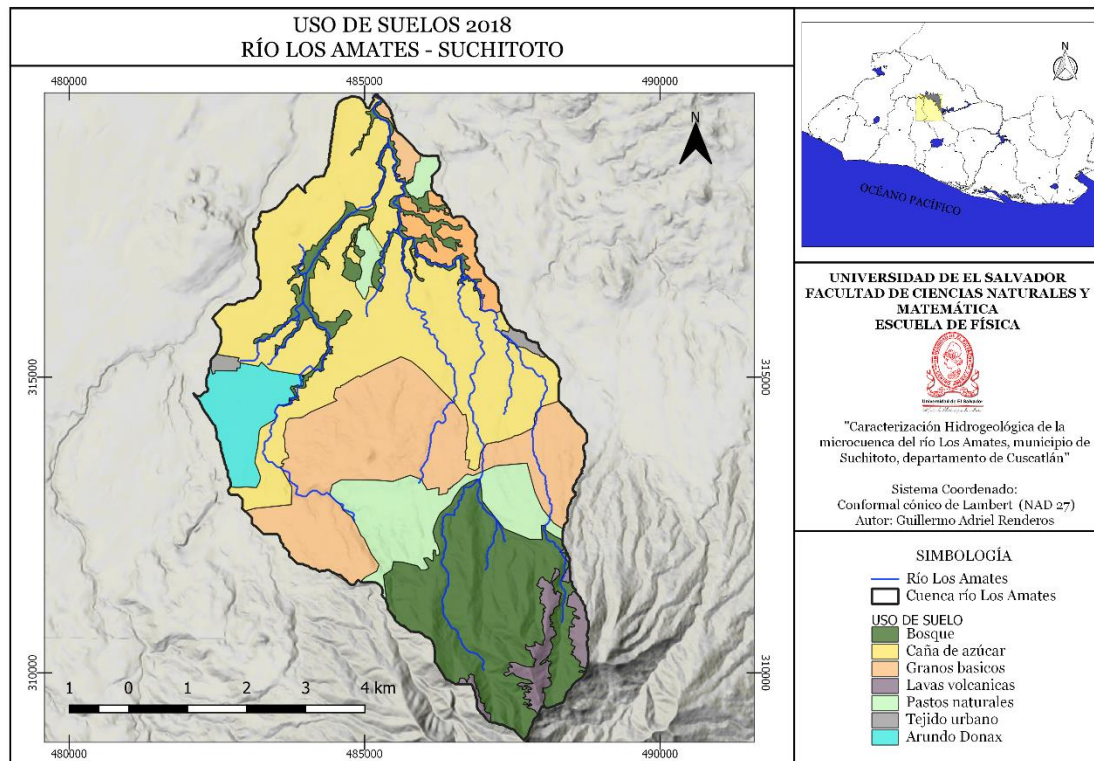 USO DE SUELOS 2018
RÍO LOS AMATES - SUCHITOTO
480000
485000
490000
N
315000
315000
310000
310000
1 0 1 2 3 4 km
480000
485000
490000
N
OCÉANO PACÍFICO
UNIVERSIDAD DE EL SALVADOR
FACULTAD DE CIENCIAS NATURALES Y
MATEMÁTICA
ESCUELA DE FÍSICA
Universidad de El Salvador
"Caracterización Hidrogeológica de la
microcuenca del río Los Amates, municipio de
Suchitoto, departamento de Cuscatlán"
Sistema Coordenado:
Conformal cónico de Lambert (NAD 27)
Autor: Guillermo Adriel Renderos
SIMBOLOGÍA
Río Los Amates
Cuenca río Los Amates
USO DE SUELO
Bosque
Caña de azúcar
Granos basicos
Lavas volcanicas
Pastos naturales
Tejido urbano
Arundo Donax